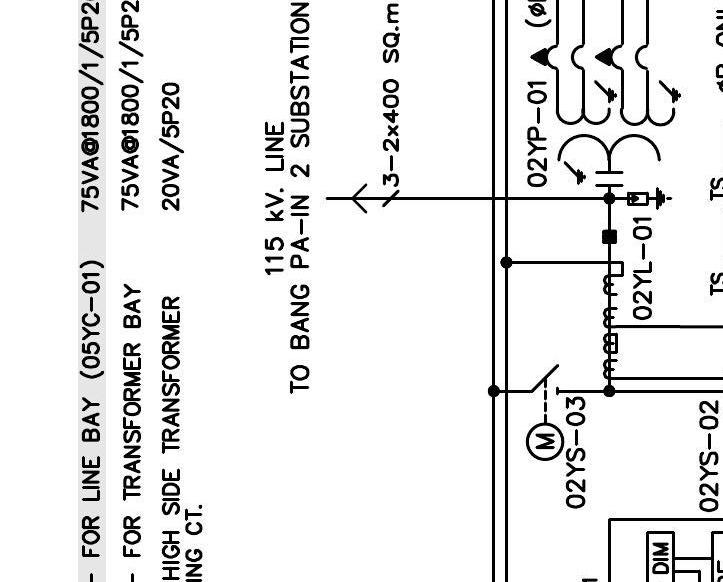 - FOR LINE BAY (05YC-01) 75VA@1800/1/5P20
- FOR TRANSFORMER BAY 75VA@1800/1/5P2
HIGH SIDE TRANSFORMER 20VA/5P20
ING CT.
115 kV. LINE
TO BANG PA-IN 2 SUBSTATION
3-2x400 SQ.m
02YP-01
02YL-01
M
02YS-03
02YS-02
DIM
TS
TS